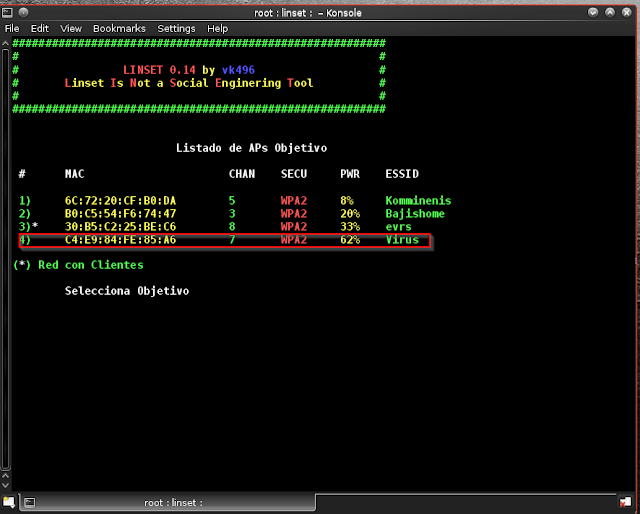 root : linset : – Konsole
File Edit View Bookmarks Settings Help
#########################################################
# #
# LINSET 0.14 by vk496 #
# Linset Is Not a Social Enginering Tool #
# #
#########################################################
Listado de APs Objetivo
# MAC CHAN SECU PWR ESSID
1) 6C:72:20:CF:B0:DA 5 WPA2 8% Komminenis
2) B0:C5:54:F6:74:47 3 WPA2 20% Bajishome
3)* 30:B5:C2:25:BE:C6 8 WPA2 33% evrs
4) C4:E9:84:FE:85:A6 7 WPA2 62% Virus
(*) Red con Clientes
Selecciona Objetivo
root : linset :